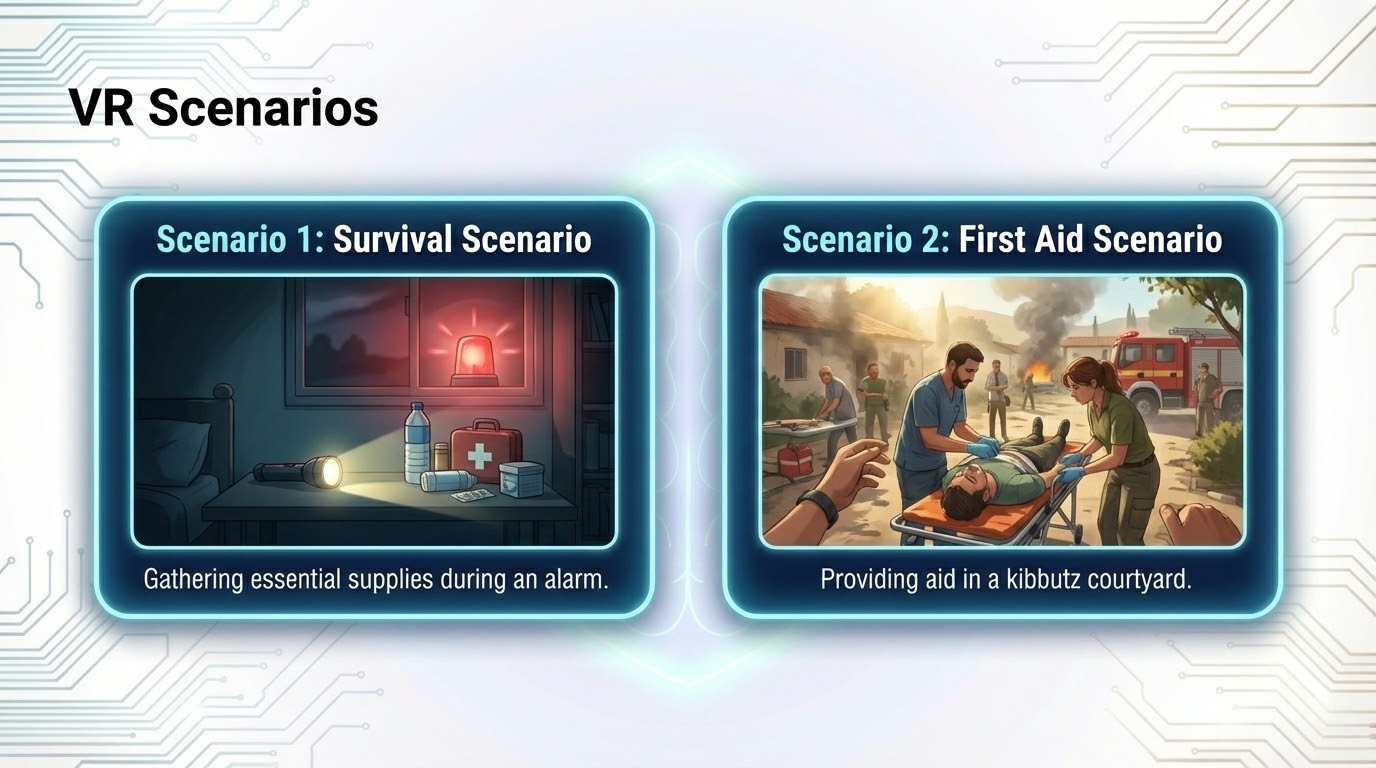 VR Scenarios
Scenario 1: Survival Scenario
Gathering essential supplies during an alarm.
Scenario 2: First Aid Scenario
Providing aid in a kibbutz courtyard.